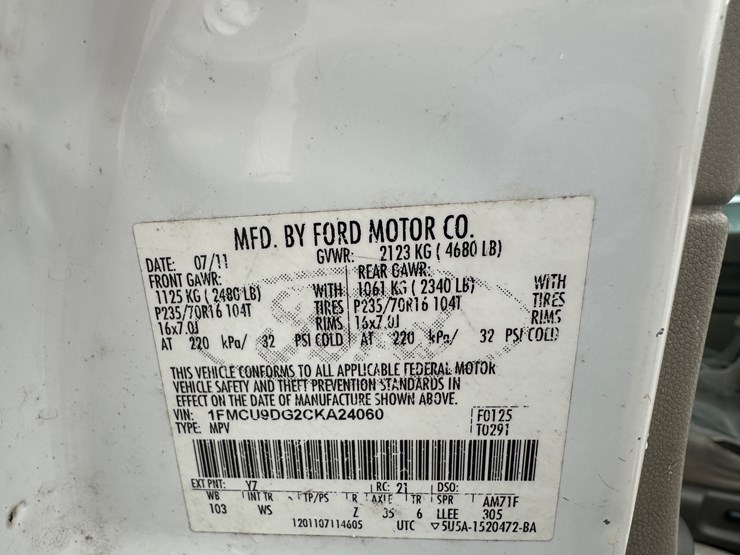 MFD. BY FORD MOTOR CO.
DATE: 07/11 GVWR: 2123 KG ( 4680 LB)
FRONT GAWR: REAR GAWR:
1125 KG ( 2480 LB) WITH 1061 KG ( 2340 LB) WITH
P235/70R16 104T TIRES P235/70R16 104T TIRES
16x7.0J RIMS 16x7.0J RIMS
AT 220 kPa/ 32 PSI COLD AT 220 kPa/ 32 PSI COLD
THIS VEHICLE CONFORMS TO ALL APPLICABLE FEDERAL MOTOR
VEHICLE SAFETY AND THEFT PREVENTION STANDARDS IN
EFFECT ON THE DATE OF MANUFACTURE SHOWN ABOVE.
VIN: 1FMCU9DG2CKA24060 F0125
TYPE: MPV T0291
EXT PNT: YZ RC: 21 DSO:
WB INT TR TP/PS R AXLE TR SPR AM71F
103 WS Z 35 6 LLEE 305
1201107114605 UTC ▽5U5A-1520472-BA